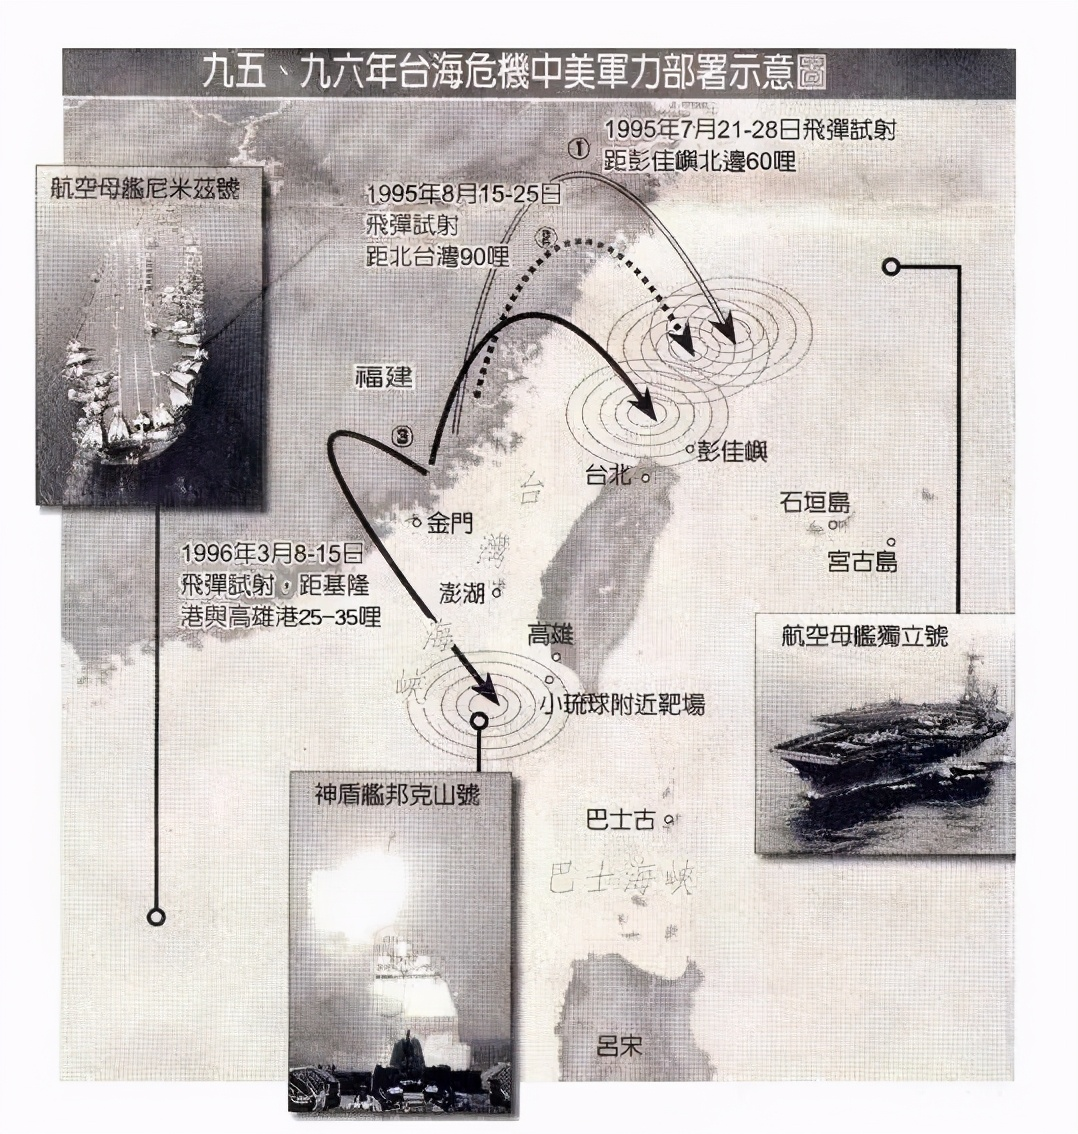 九五、九六年台海危機中美軍力部署示意圖
①
1995年7月21-28日飛彈試射
距彭佳嶼北邊60哩
航空母艦尼米茲號
1995年8月15-25日
飛彈試射
距北台灣90哩
②
福建
③
彭佳嶼
台北
台灣海峽
石垣島
金門
宮古島
1996年3月8-15日
飛彈試射，距基隆
港與高雄港25-35哩
澎湖
高雄
航空母艦獨立號
小琉球附近靶場
神盾艦邦克山號
巴士古
巴士海峽
呂宋